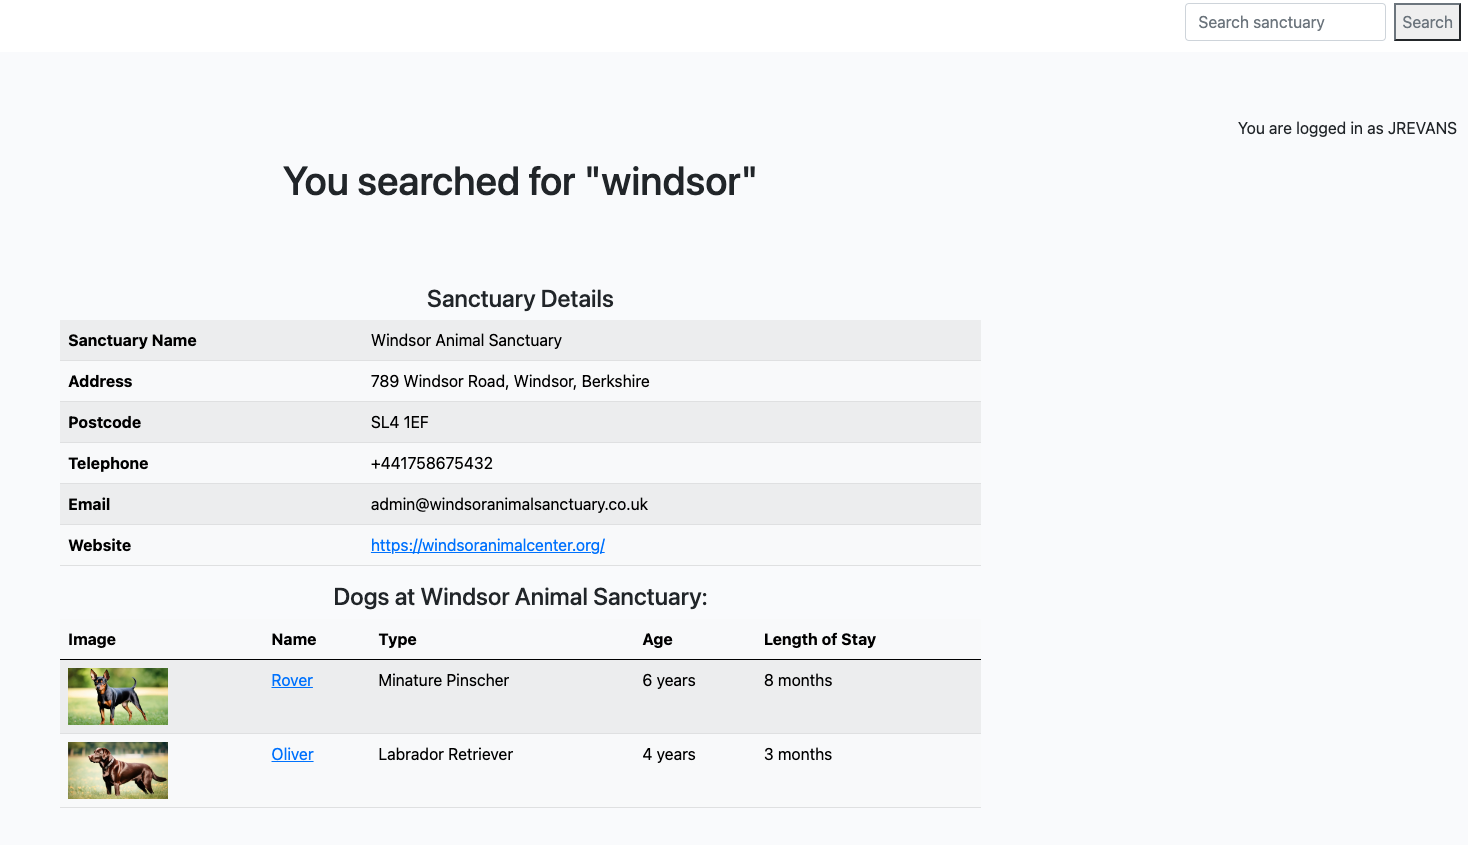 Search sanctuary Search
You are logged in as JREVANS
You searched for "windsor"
Sanctuary Details
Sanctuary Name Windsor Animal Sanctuary
Address 789 Windsor Road, Windsor, Berkshire
Postcode SL4 1EF
Telephone +441758675432
Email admin@windsoranimalsanctuary.co.uk
Website https://windsoranimalcenter.org/
Dogs at Windsor Animal Sanctuary:
Image Name Type Age Length of Stay
Rover Minature Pinscher 6 years 8 months
Oliver Labrador Retriever 4 years 3 months